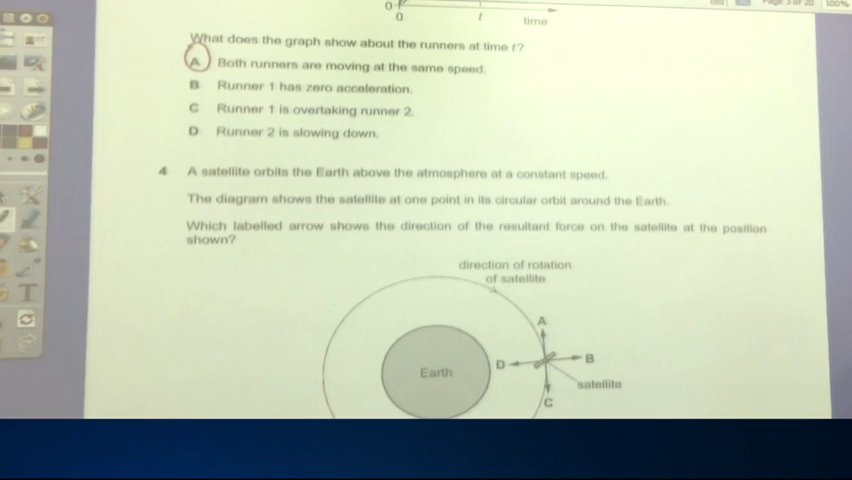 Page 3 of 20
100%
0
0 t time
What does the graph show about the runners at time t?
A Both runners are moving at the same speed.
B Runner 1 has zero acceleration.
C Runner 1 is overtaking runner 2.
D Runner 2 is slowing down.
4 A satellite orbits the Earth above the atmosphere at a constant speed.
The diagram shows the satellite at one point in its circular orbit around the Earth.
Which labelled arrow shows the direction of the resultant force on the satellite at the position
shown?
direction of rotation
of satellite
A
D B
Earth
satellite
C
T